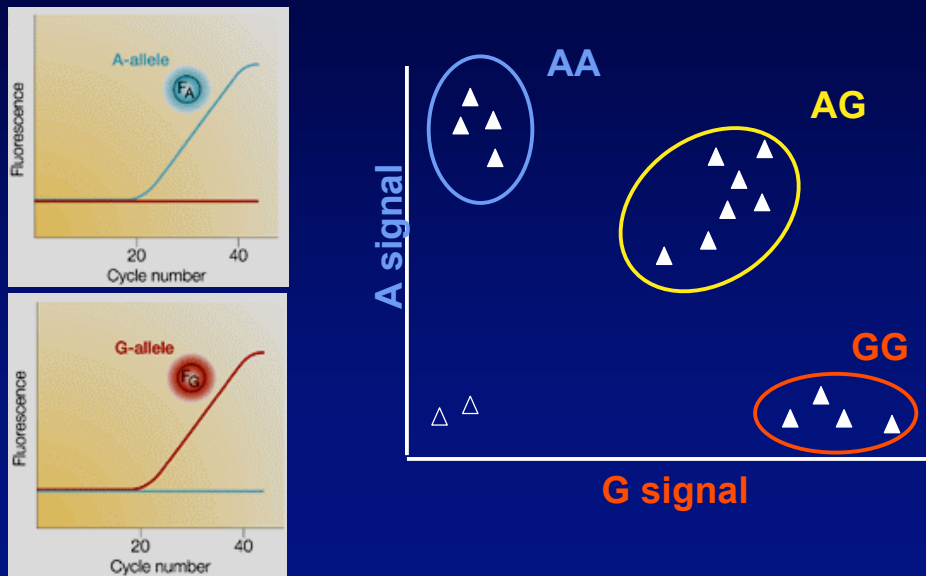 A-allele
FA
Fluorescence
20
40
Cycle number
G-allele
FG
Fluorescence
20
40
Cycle number
AA
AG
A signal
GG
G signal